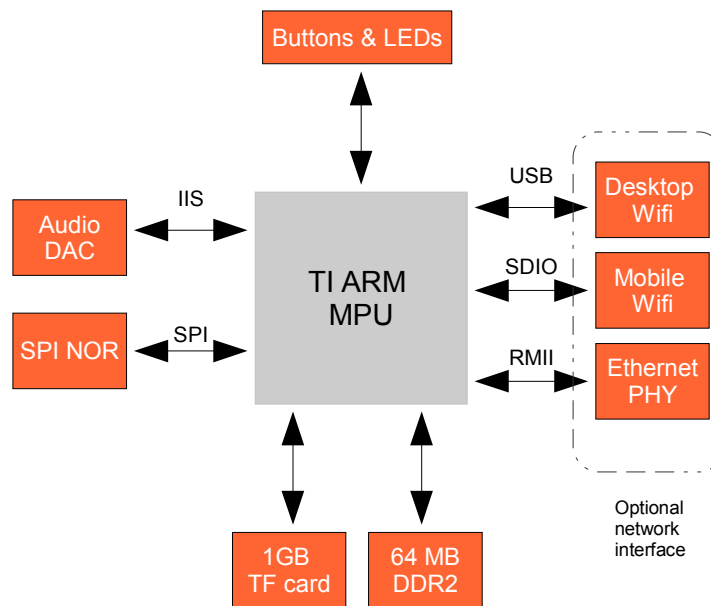 Buttons & LEDs
USB
Desktop
Wifi
IIS
Audio
DAC
TI ARM
MPU
SDIO
Mobile
Wifi
SPI NOR
SPI
RMII
Ethernet
PHY
1GB
TF card
64 MB
DDR2
Optional
network
interface